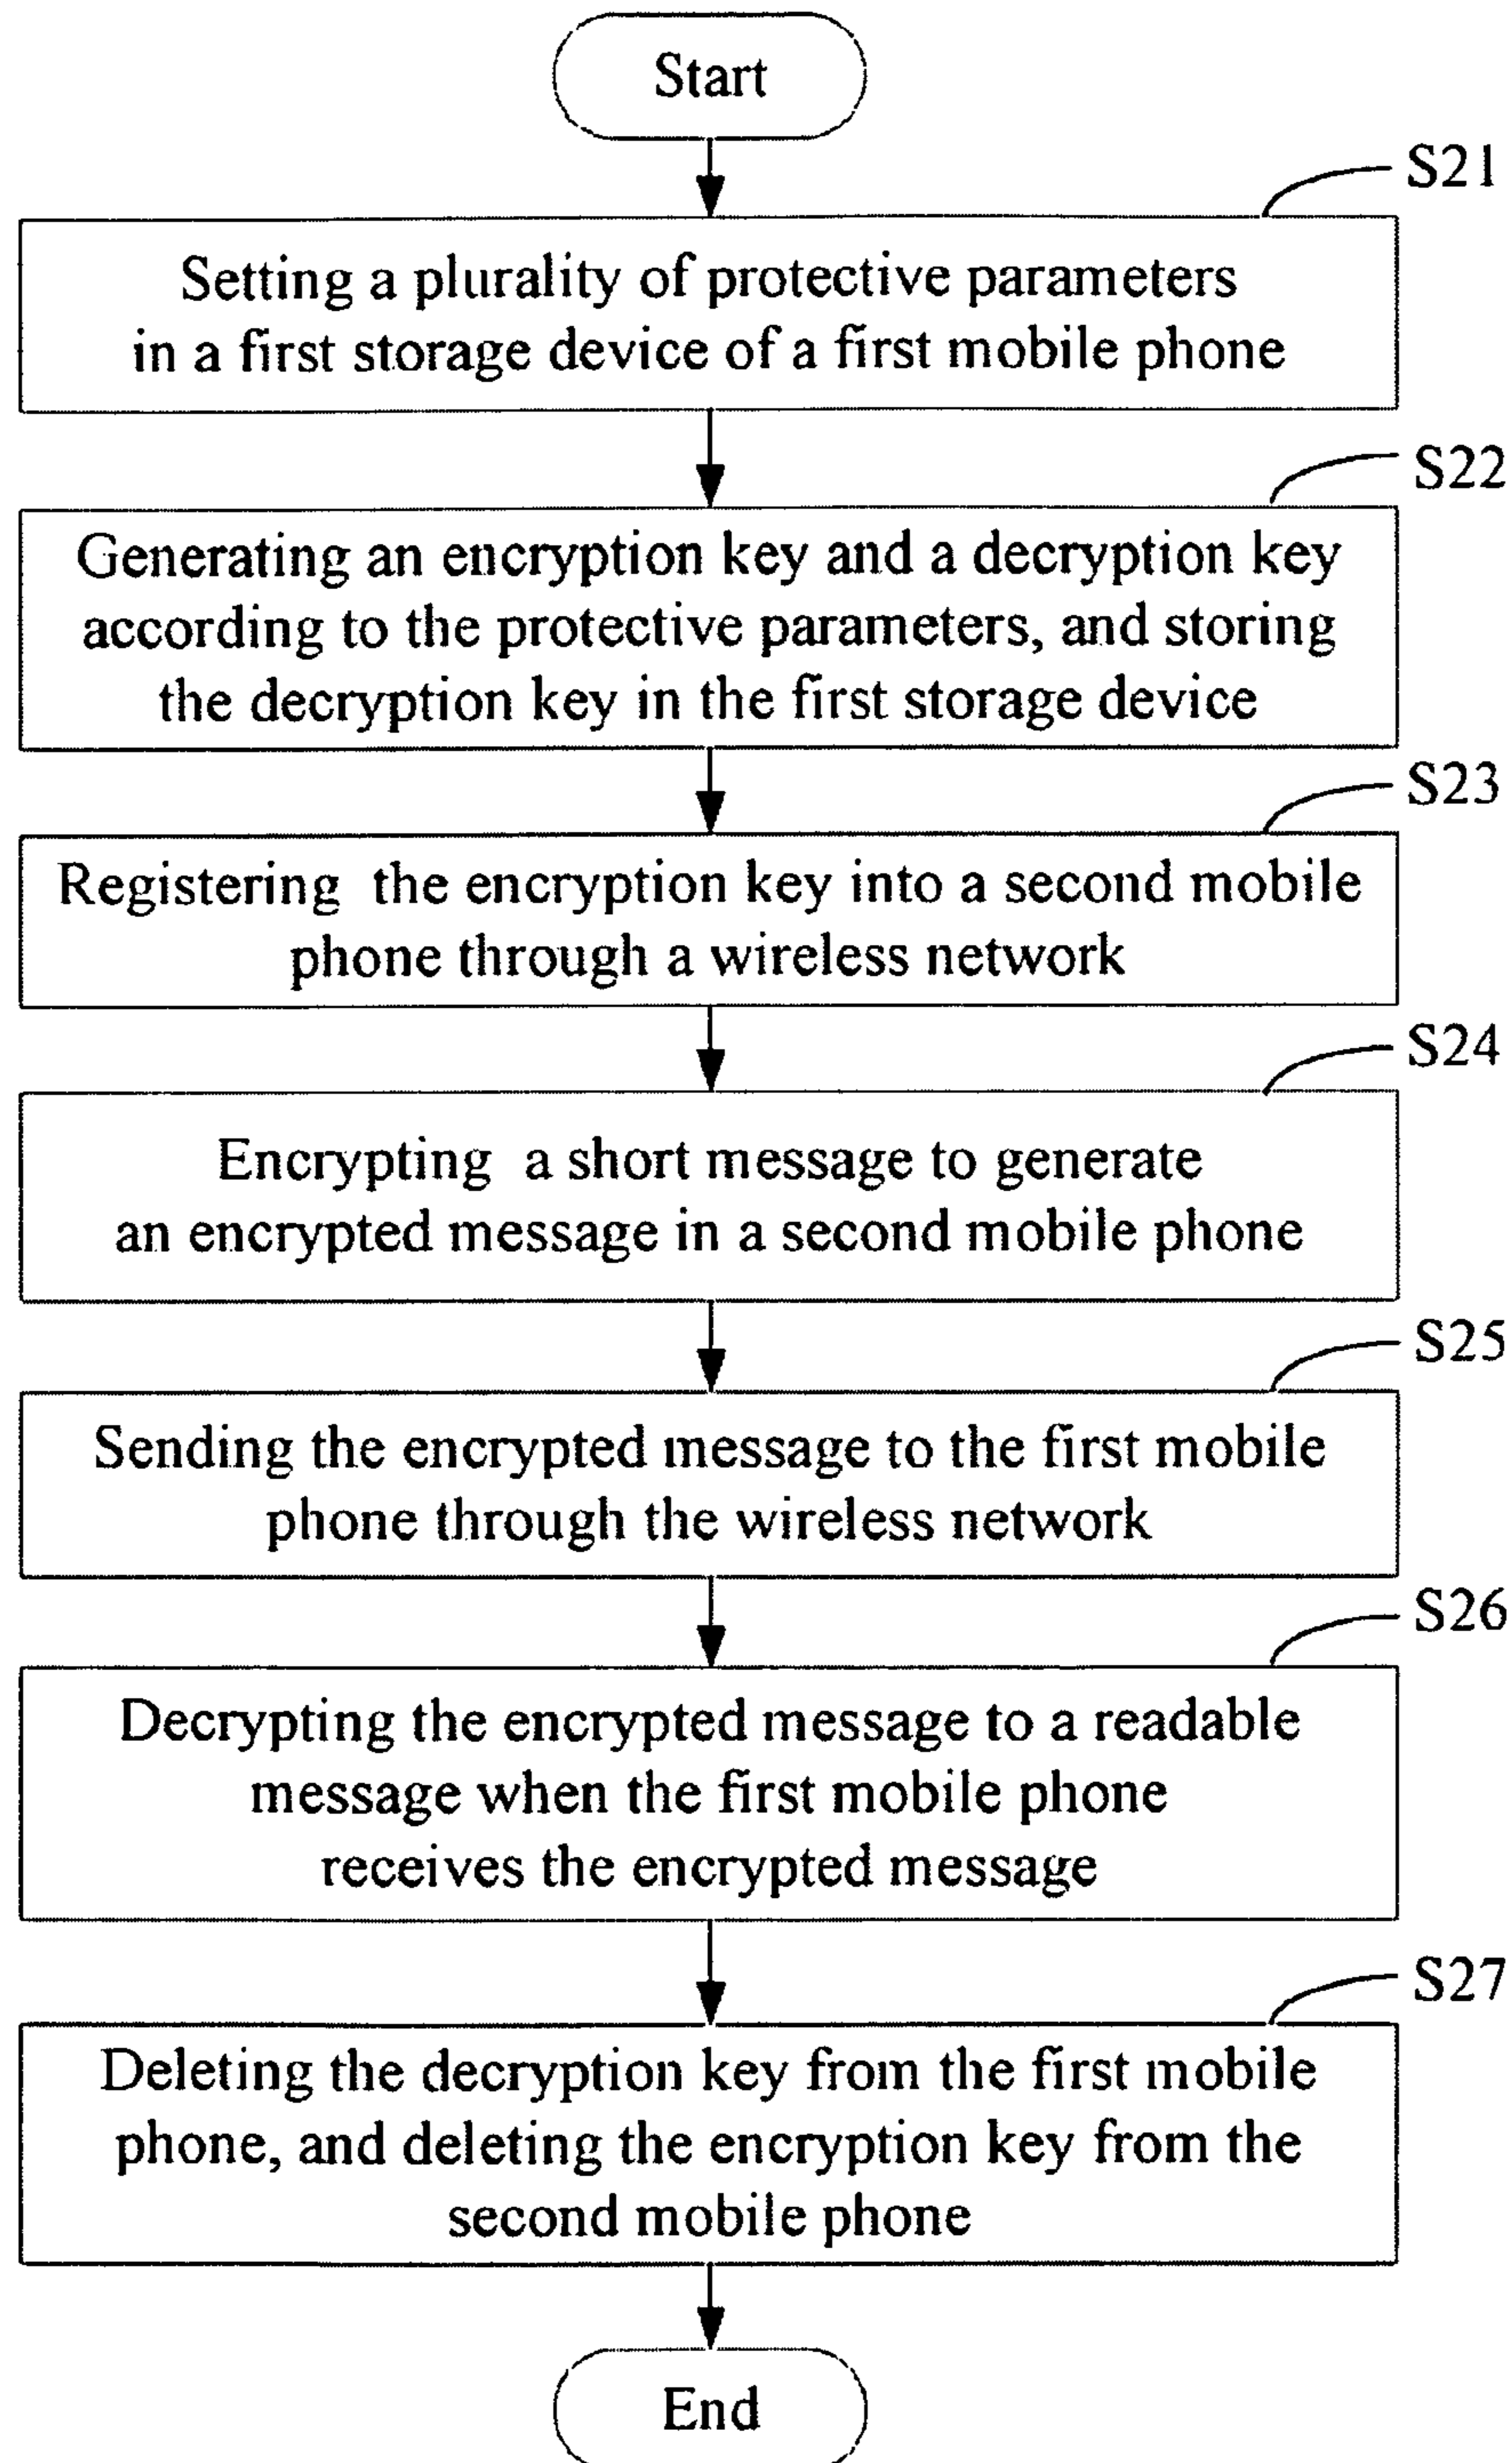 Start
S21
Setting a plurality of protective parameters
in a first storage device of a first mobile phone
S22
Generating an encryption key and a decryption key
according to the protective parameters, and storing
the decryption key in the first storage device
S23
Registering the encryption key into a second mobile
phone through a wireless network
S24
Encrypting a short message to generate
an encrypted message in a second mobile phone
S25
Sending the encrypted message to the first mobile
phone through the wireless network
S26
Decrypting the encrypted message to a readable
message when the first mobile phone
receives the encrypted message
S27
Deleting the decryption key from the first mobile
phone, and deleting the encryption key from the
second mobile phone
End